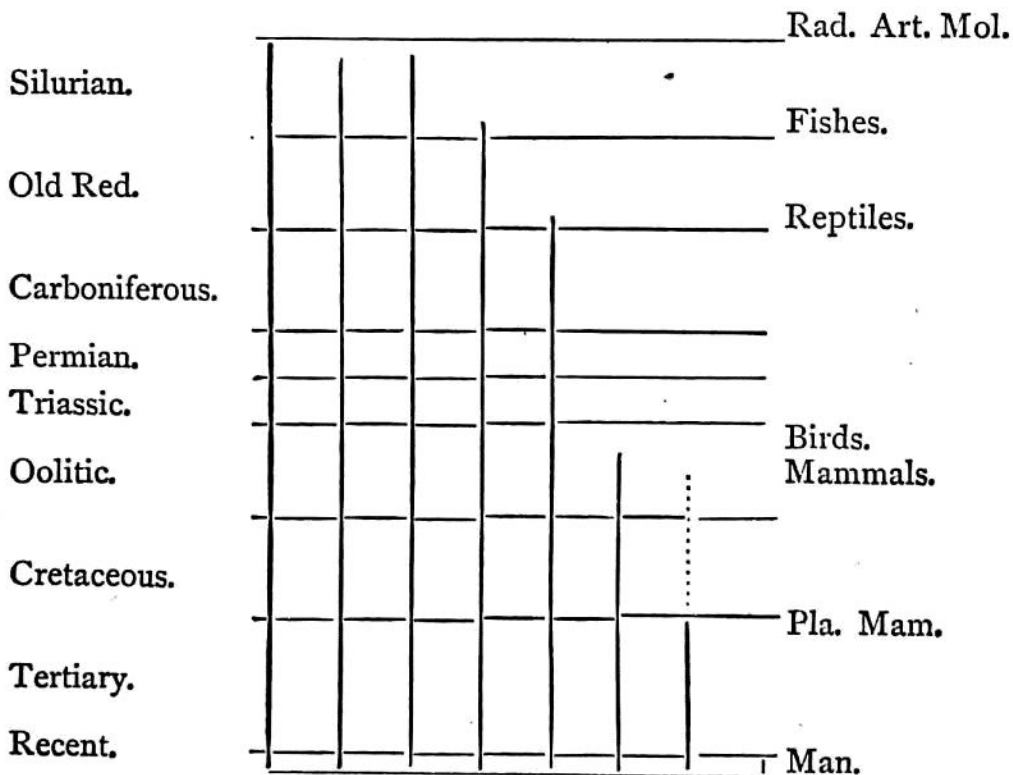 Rad. Art. Mol.
Silurian.
Fishes.
Old Red.
Reptiles.
Carboniferous.
Permian.
Triassic.
Birds.
Oolitic.
Mammals.
Cretaceous.
Pla. Mam.
Tertiary.
Recent.
Man.